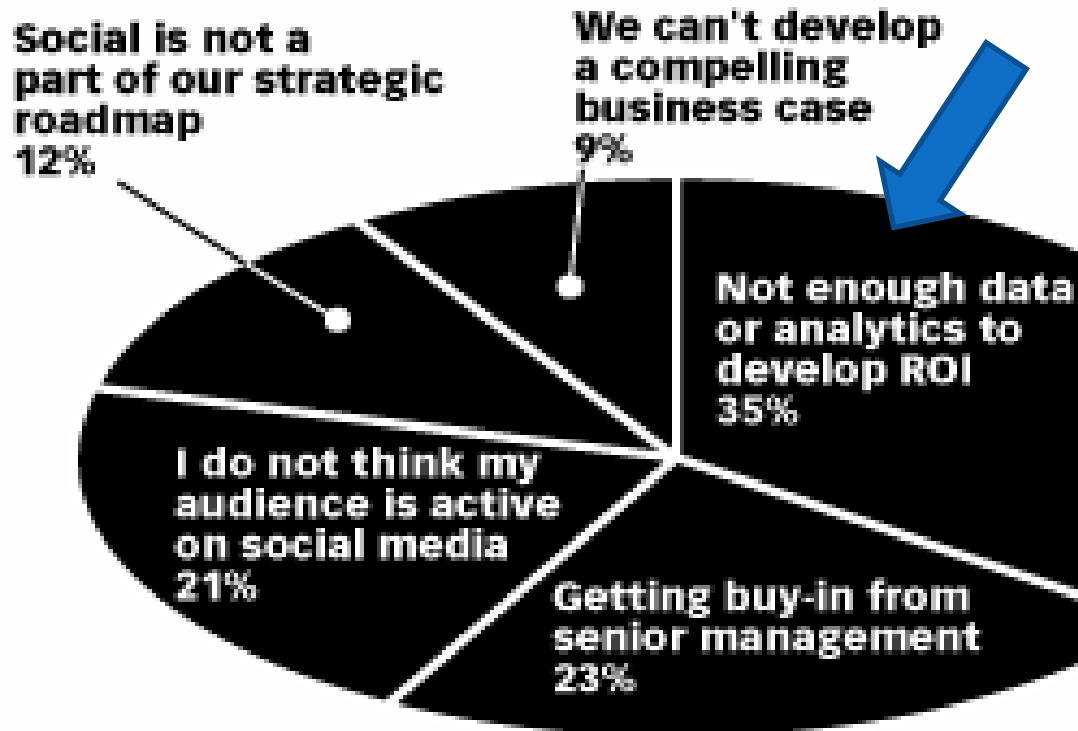 Social is not a
part of our strategic
roadmap
12%
We can't develop
a compelling
business case
9%
Not enough data
or analytics to
develop ROI
35%
I do not think my
audience is active
on social media
21%
Getting buy-in from
senior management
23%